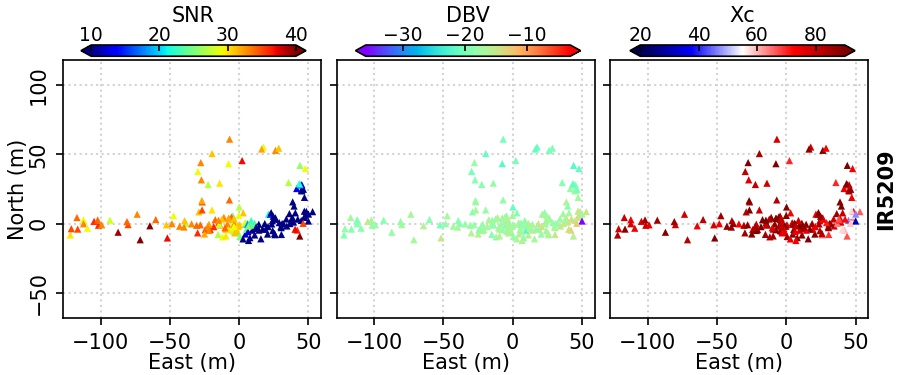 SNR DBV Xc
10 20 30 40 −30 −20 −10 20 40 60 80
100
50
0
−50
North (m)
IR5209
−100 −50 0 50 −100 −50 0 50 −100 −50 0 50
East (m) East (m) East (m)